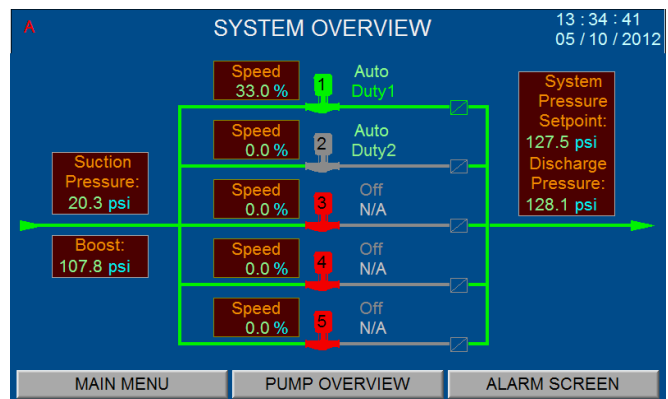 A
SYSTEM OVERVIEW
13 : 34 : 41
05 / 10 / 2012
Speed
33.0 %
1
Auto
Duty1
Speed
0.0 %
2
Auto
Duty2
Speed
0.0 %
3
Off
N/A
Speed
0.0 %
4
Off
N/A
Speed
0.0 %
5
Off
N/A
Suction
Pressure:
20.3 psi
Boost:
107.8 psi
System
Pressure
Setpoint:
127.5 psi
Discharge
Pressure:
128.1 psi
MAIN MENU
PUMP OVERVIEW
ALARM SCREEN